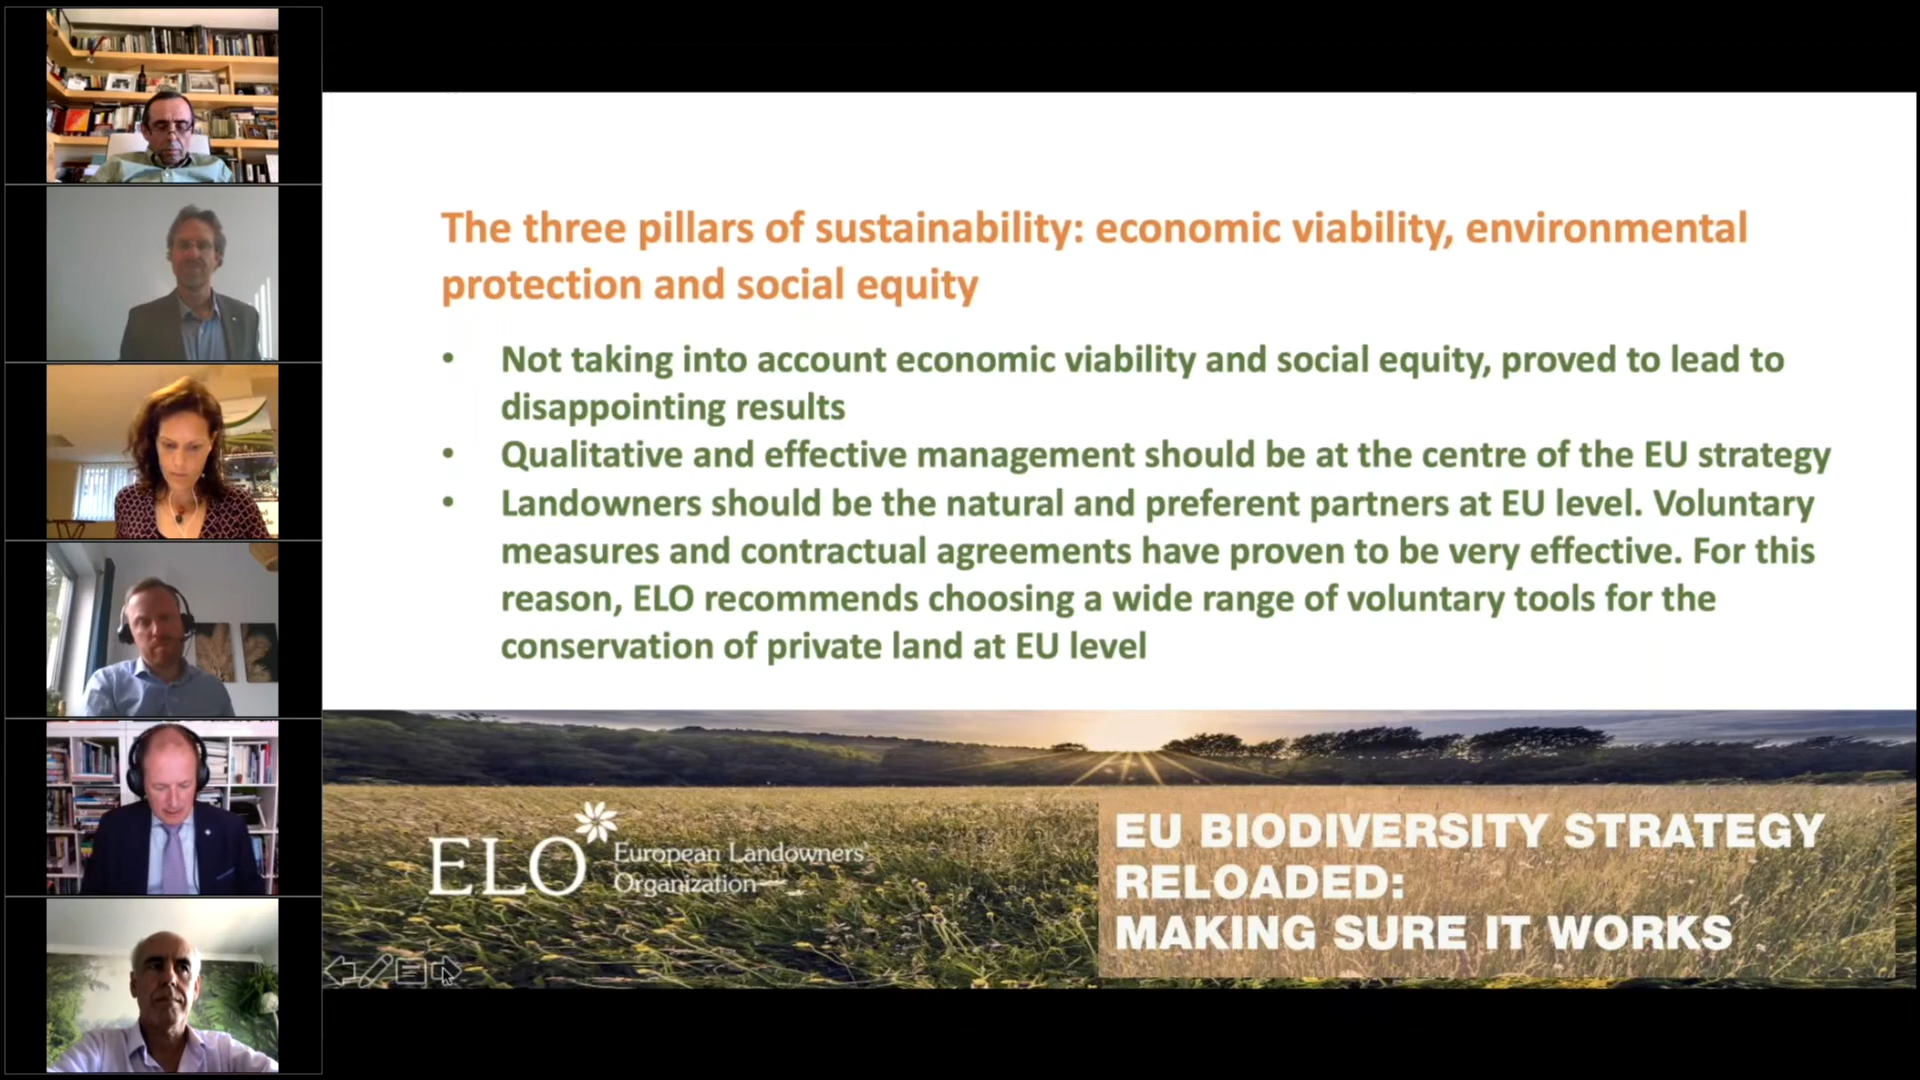 The three pillars of sustainability: economic viability, environmental
protection and social equity
• Not taking into account economic viability and social equity, proved to lead to
disappointing results
• Qualitative and effective management should be at the centre of the EU strategy
• Landowners should be the natural and preferent partners at EU level. Voluntary
measures and contractual agreements have proven to be very effective. For this
reason, ELO recommends choosing a wide range of voluntary tools for the
conservation of private land at EU level
ELO
European Landowners'
Organization
EU BIODIVERSITY STRATEGY
RELOADED:
MAKING SURE IT WORKS